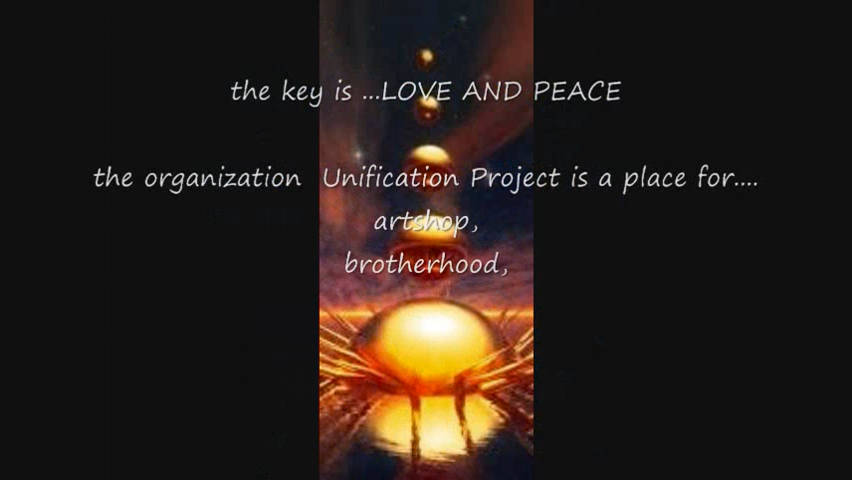 the key is ...LOVE AND PEACE
the organization Unification Project is a place for....
artshop,
brotherhood,